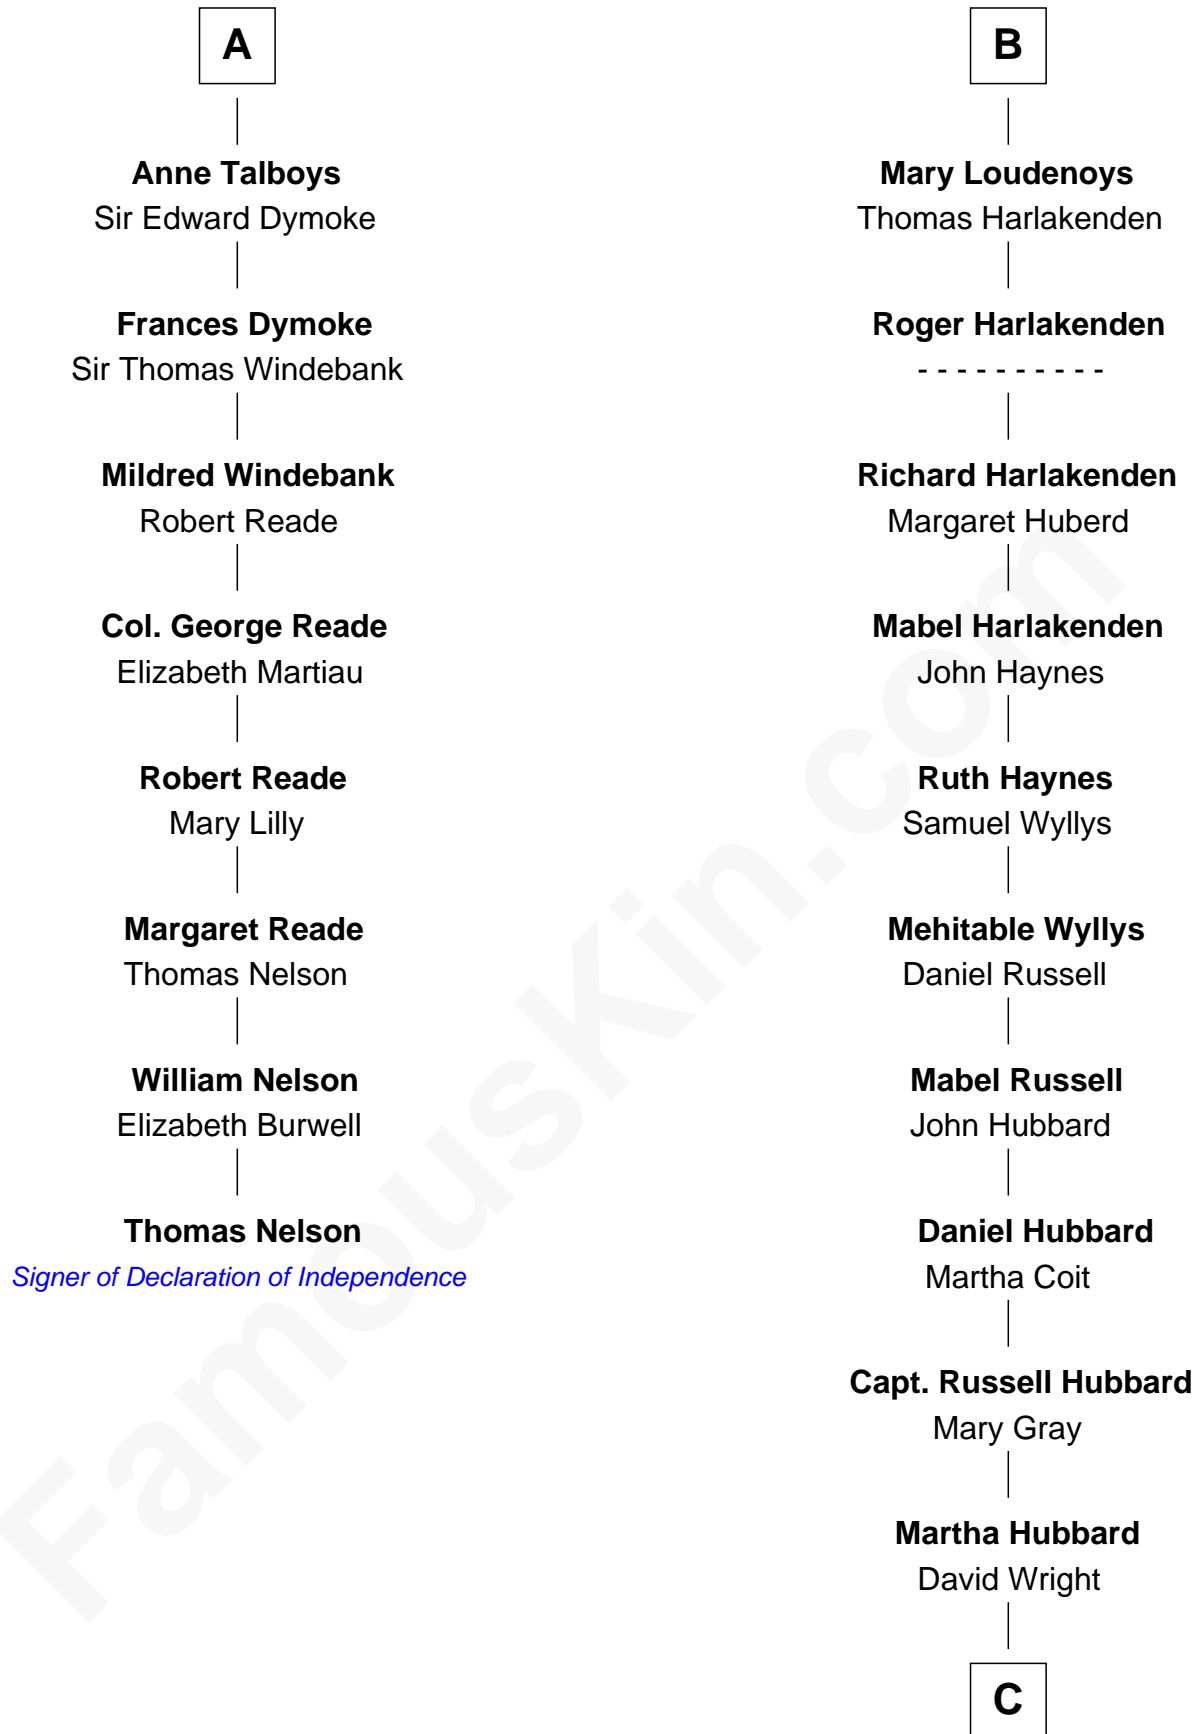 A
Anne Talboys
Sir Edward Dymoke
Frances Dymoke
Sir Thomas Windebank
Mildred Windebank
Robert Reade
Col. George Reade
Elizabeth Martiau
Robert Reade
Mary Lilly
Margaret Reade
Thomas Nelson
William Nelson
Elizabeth Burwell
Thomas Nelson
Signer of Declaration of Independence
B
Mary Loudenoys
Thomas Harlakenden
Roger Harlakenden
- - - - - - - - - -
Richard Harlakenden
Margaret Huberd
Mabel Harlakenden
John Haynes
Ruth Haynes
Samuel Wyllys
Mehitable Wyllys
Daniel Russell
Mabel Russell
John Hubbard
Daniel Hubbard
Martha Coit
Capt. Russell Hubbard
Mary Gray
Martha Hubbard
David Wright
C
FamousKin.com